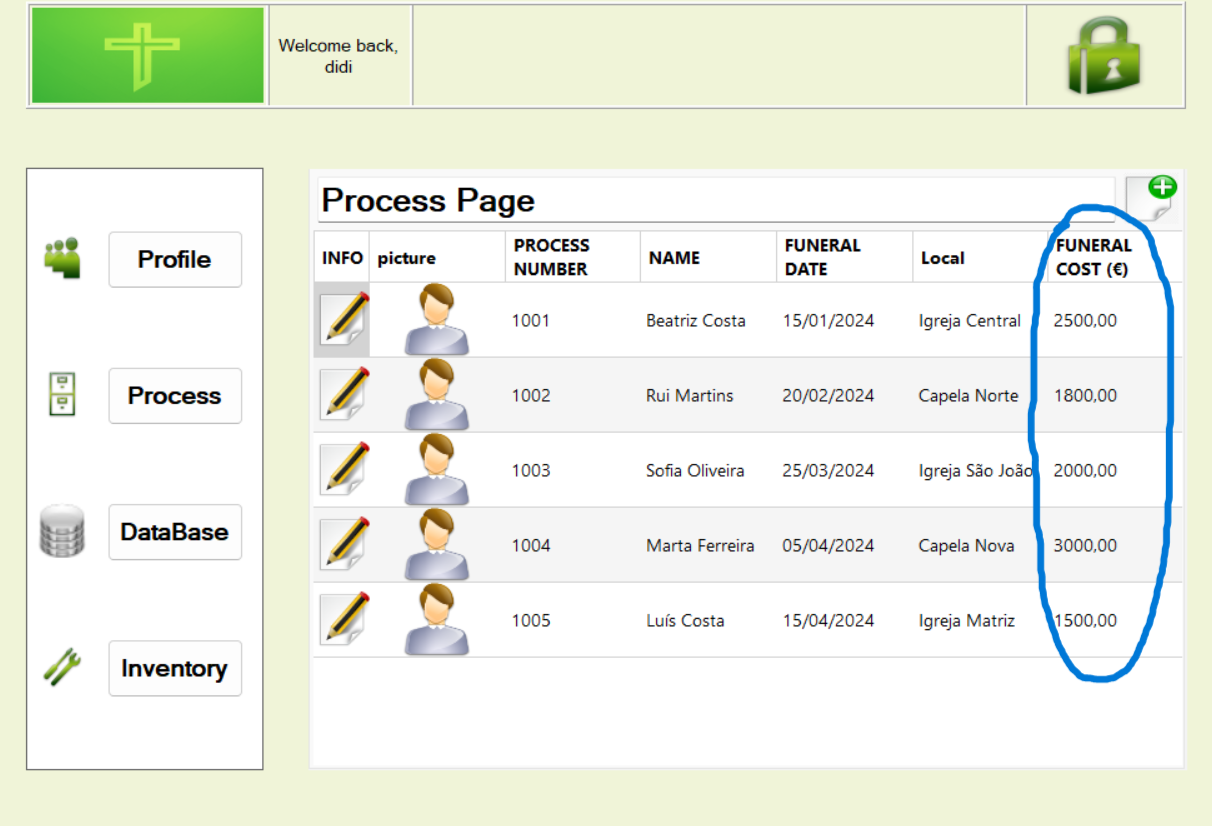 Welcome back,
didi
Process Page
Profile
Process
DataBase
Inventory
INFO picture PROCESS NUMBER NAME FUNERAL DATE Local FUNERAL COST (€)
1001 Beatriz Costa 15/01/2024 Igreja Central 2500,00
1002 Rui Martins 20/02/2024 Capela Norte 1800,00
1003 Sofia Oliveira 25/03/2024 Igreja São João 2000,00
1004 Marta Ferreira 05/04/2024 Capela Nova 3000,00
1005 Luís Costa 15/04/2024 Igreja Matriz 1500,00